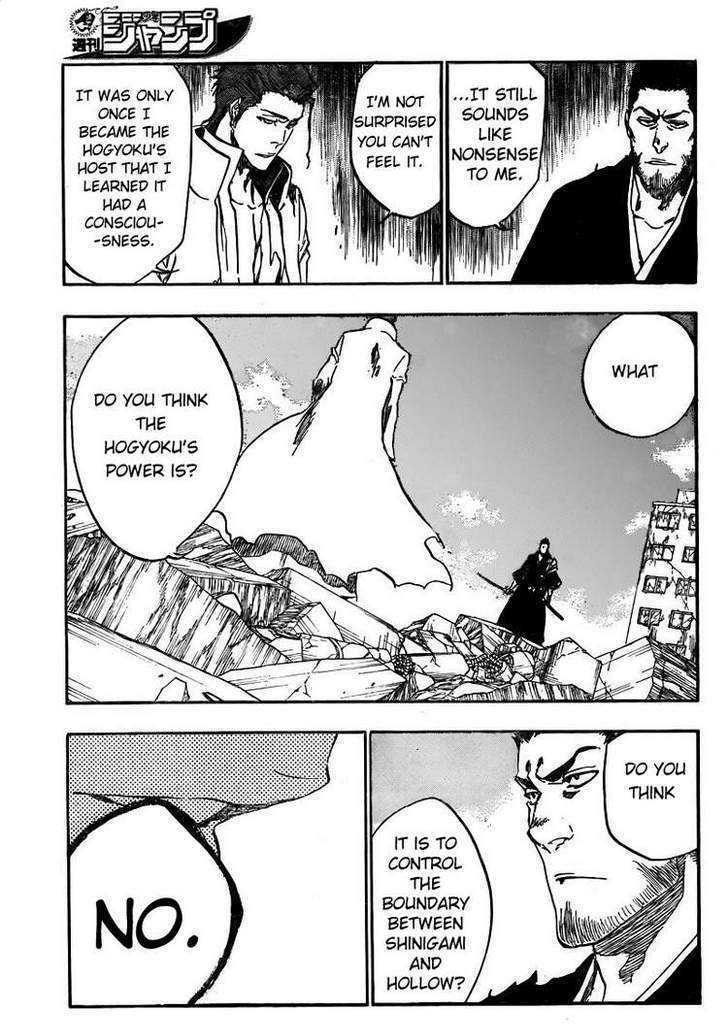 週刊
少年
ジャンプ
...IT STILL
SOUNDS
LIKE
NONSENSE
TO ME.
I'M NOT
SURPRISED
YOU CAN'T
FEEL IT.
IT WAS ONLY
ONCE I
BECAME THE
HOGYOKU'S
HOST THAT I
LEARNED IT
HAD A
CONSCIOU-
-SNESS.
WHAT
DO YOU THINK
THE
HOGYOKU'S
POWER IS?
DO YOU
THINK
IT IS TO
CONTROL
THE
BOUNDARY
BETWEEN
SHINIGAMI
AND
HOLLOW?
NO.